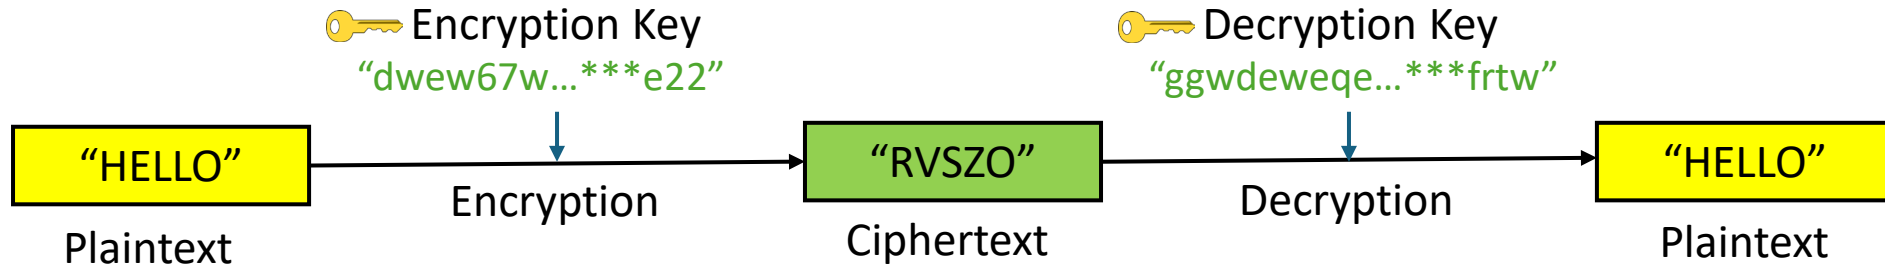 Encryption Key
“dwew67w...***e22”
Decryption Key
“ggwdeweqe...***frtw”
“HELLO”
Encryption
“RVSZO”
Decryption
“HELLO”
Plaintext
Ciphertext
Plaintext